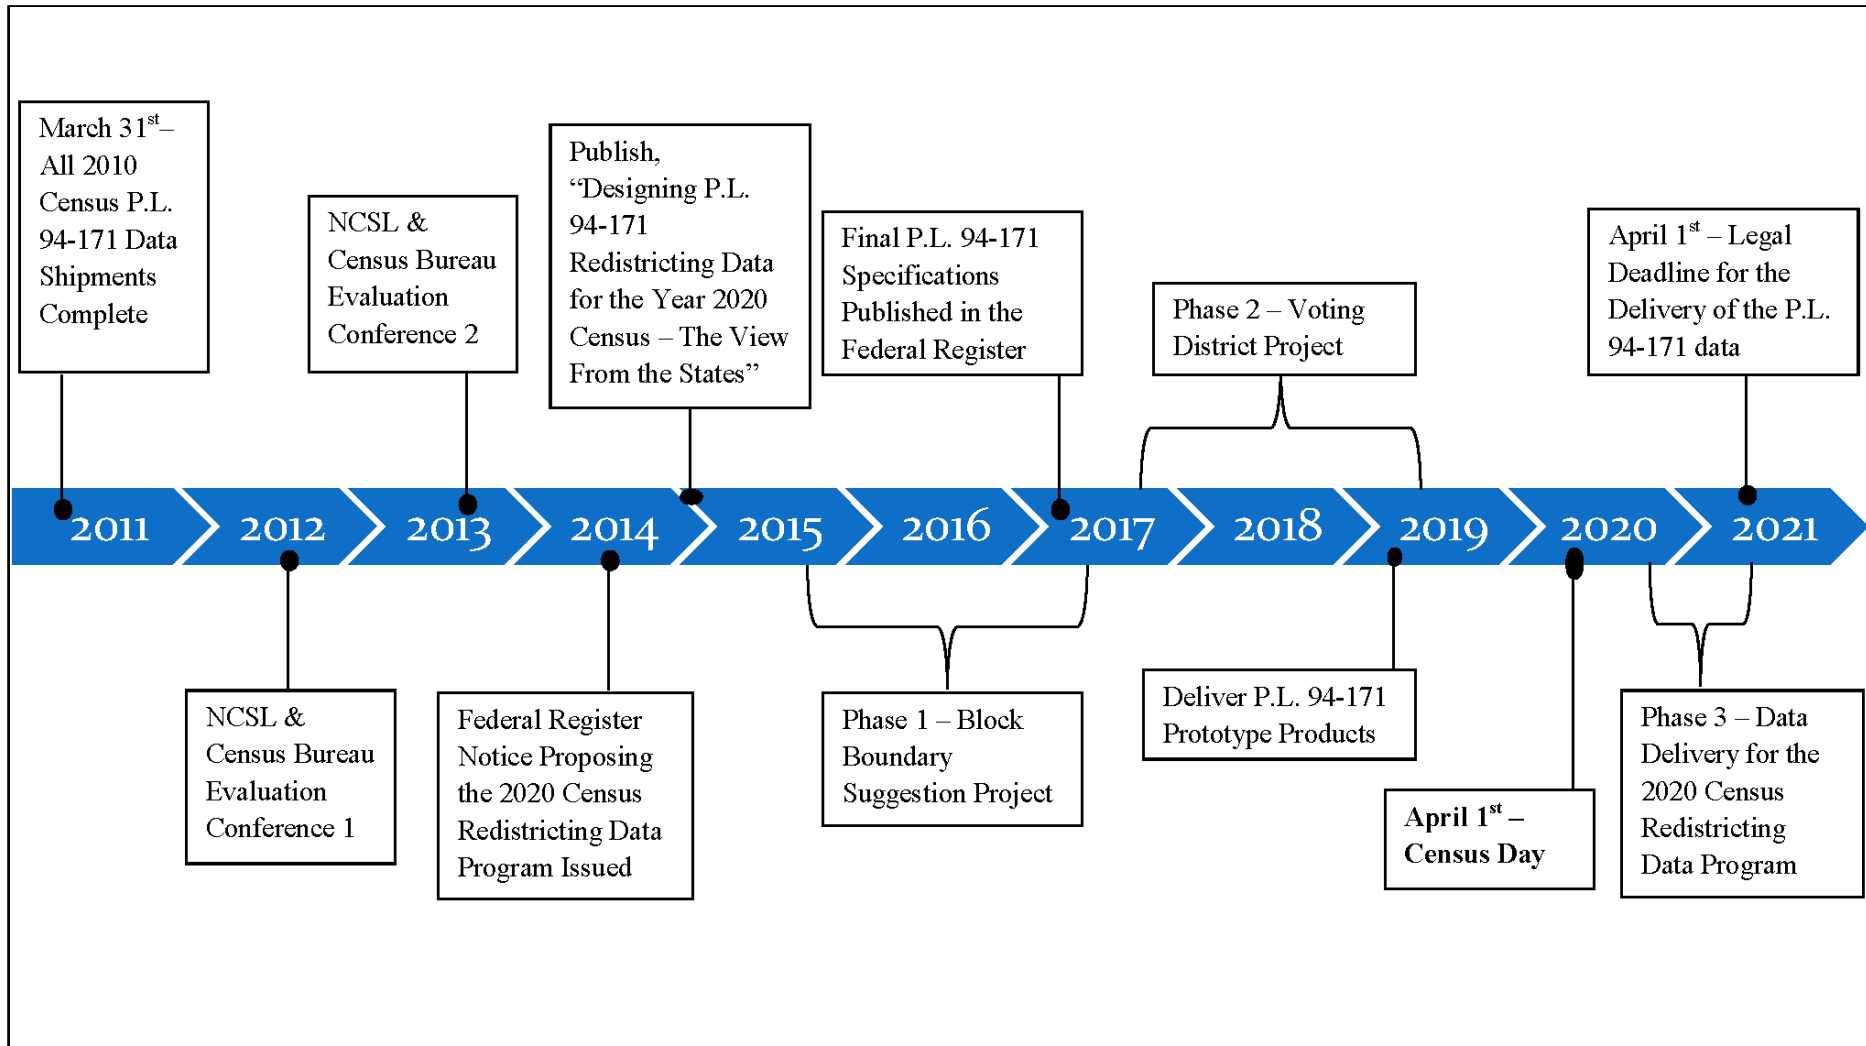 March 31st–
All 2010
Census P.L.
94-171 Data
Shipments
Complete
NCSL &
Census Bureau
Evaluation
Conference 2
Publish,
“Designing P.L.
94-171
Redistricting Data
for the Year 2020
Census – The View
From the States”
Final P.L. 94-171
Specifications
Published in the
Federal Register
Phase 2 – Voting
District Project
April 1st – Legal
Deadline for the
Delivery of the P.L.
94-171 data
2011 2012 2013 2014 2015 2016 2017 2018 2019 2020 2021
NCSL &
Census Bureau
Evaluation
Conference 1
Federal Register
Notice Proposing
the 2020 Census
Redistricting Data
Program Issued
Phase 1 – Block
Boundary
Suggestion Project
Deliver P.L. 94-171
Prototype Products
April 1st –
Census Day
Phase 3 – Data
Delivery for the
2020 Census
Redistricting
Data Program